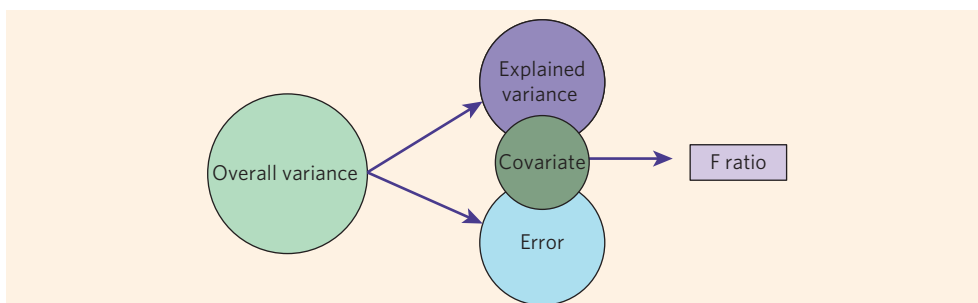 Explained
variance
Overall variance
Covariate
F ratio
Error